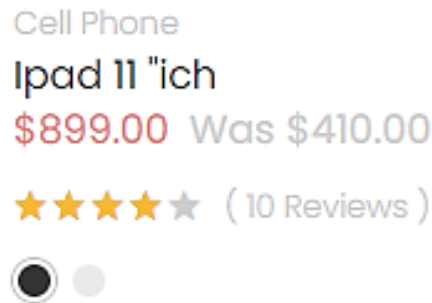 Cell Phone
Ipad 11 "ich
$899.00 Was $410.00
( 10 Reviews )